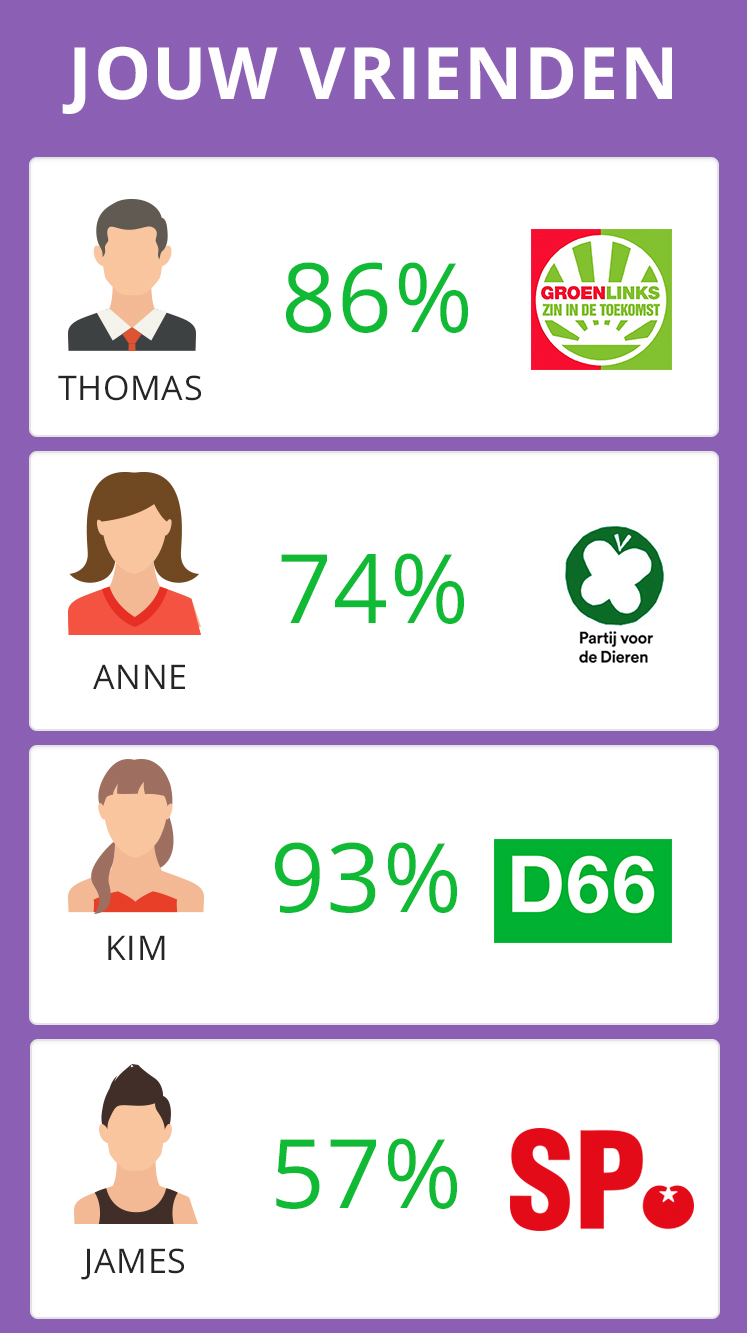 JOUW VRIENDEN
86%
GROENLINKS
ZIN IN DE TOEKOMST
THOMAS
74%
Partij voor
de Dieren
ANNE
93%
D66
KIM
57%
SP
JAMES